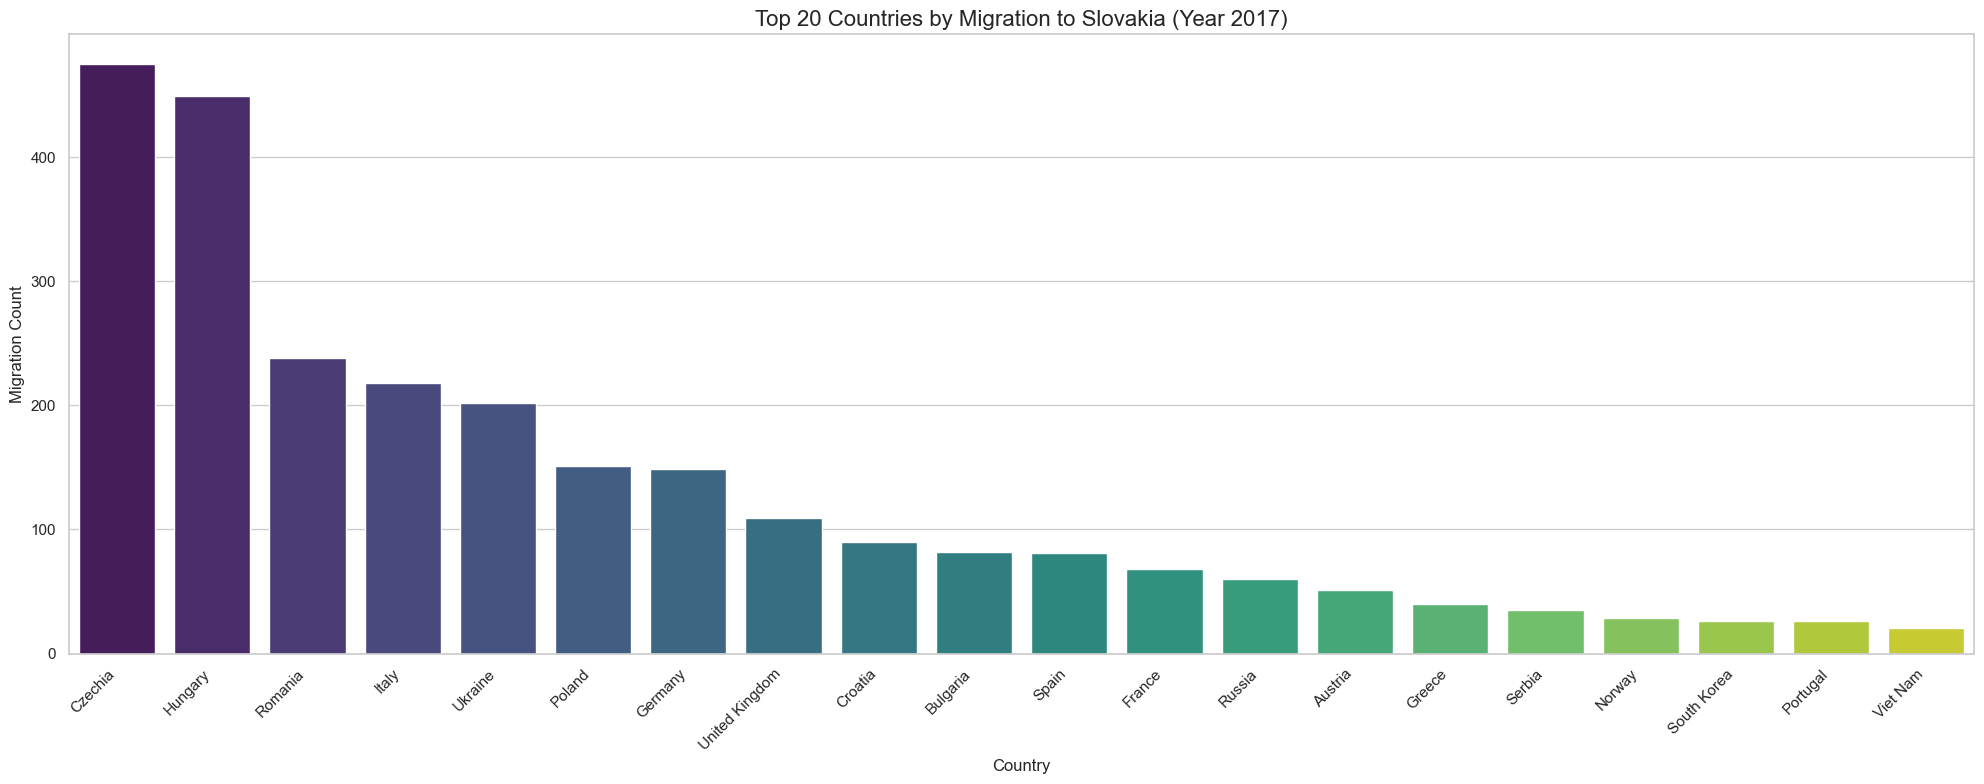 Top 20 Countries by Migration to Slovakia (Year 2017)
Migration Count
400
300
200
100
0
Czechia
Hungary
Romania
Italy
Ukraine
Poland
Germany
United Kingdom
Croatia
Bulgaria
Spain
France
Russia
Austria
Greece
Serbia
Norway
South Korea
Portugal
Viet Nam
Country